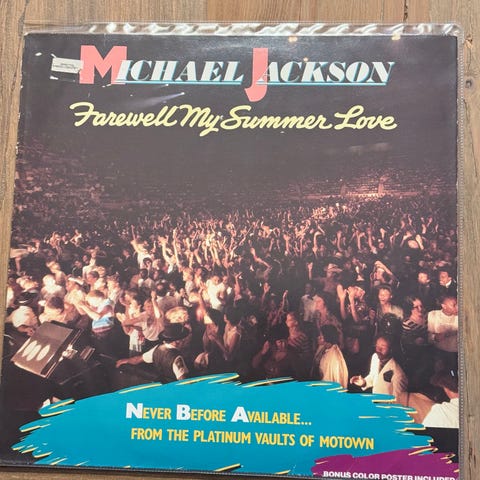 MICHAEL JACKSON
Farewell My Summer Love
NEVER BEFORE AVAILABLE...
FROM THE PLATINUM VAULTS OF MOTOWN
BONUS COLOR POSTER INCLUDED